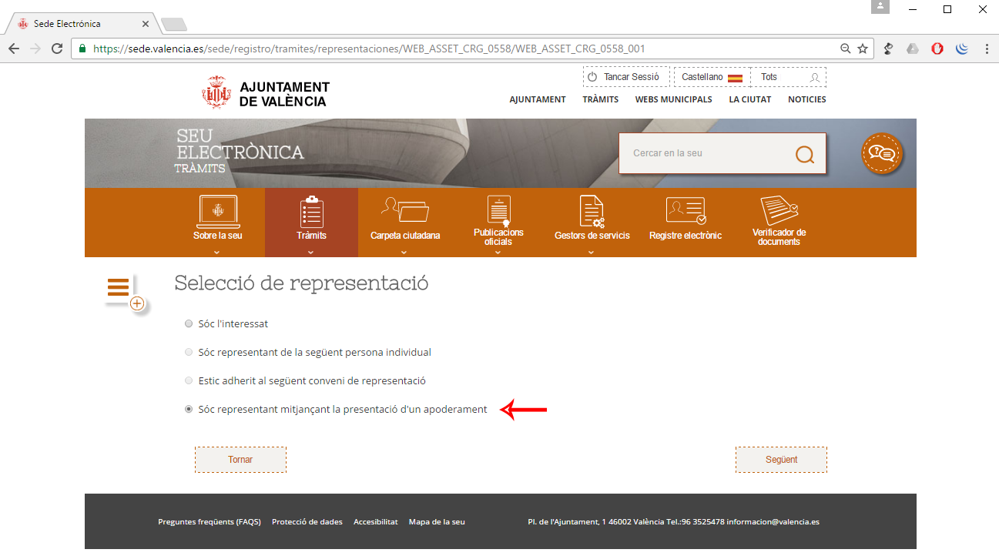 Sede Electrónica
https://sede.valencia.es/sede/registro/tramites/representaciones/WEB_ASSET_CRG_0558/WEB_ASSET_CRG_0558_001
AJUNTAMENT
DE VALÈNCIA
Tancar Sessió
Castellano
Tots
AJUNTAMENT
TRÀMITS
WEBS MUNICIPALS
LA CIUTAT
NOTICIES
SEU
ELECTRÒNICA
TRÀMITS
Cercar en la seu
Sobre la seu
Tràmits
Carpeta ciutadana
Publicacions
oficials
Gestors de servicis
Registre electrònic
Verificador de
documents
Selecció de representació
Sóc l'interessat
Sóc representant de la següent persona individual
Estic adherit al següent conveni de representació
Sóc representant mitjançant la presentació d'un apoderament
Tornar
Següent
Preguntes freqüents (FAQS)
Protecció de dades
Accesibilitat
Mapa de la seu
Pl. de l'Ajuntament, 1 46002 València Tel.:96 3525478 informacion@valencia.es